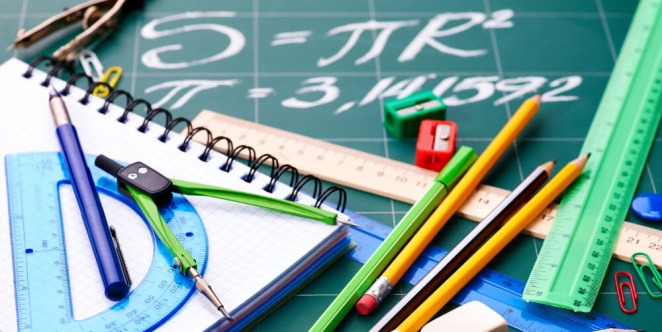 S = πR²
π = 3,141592